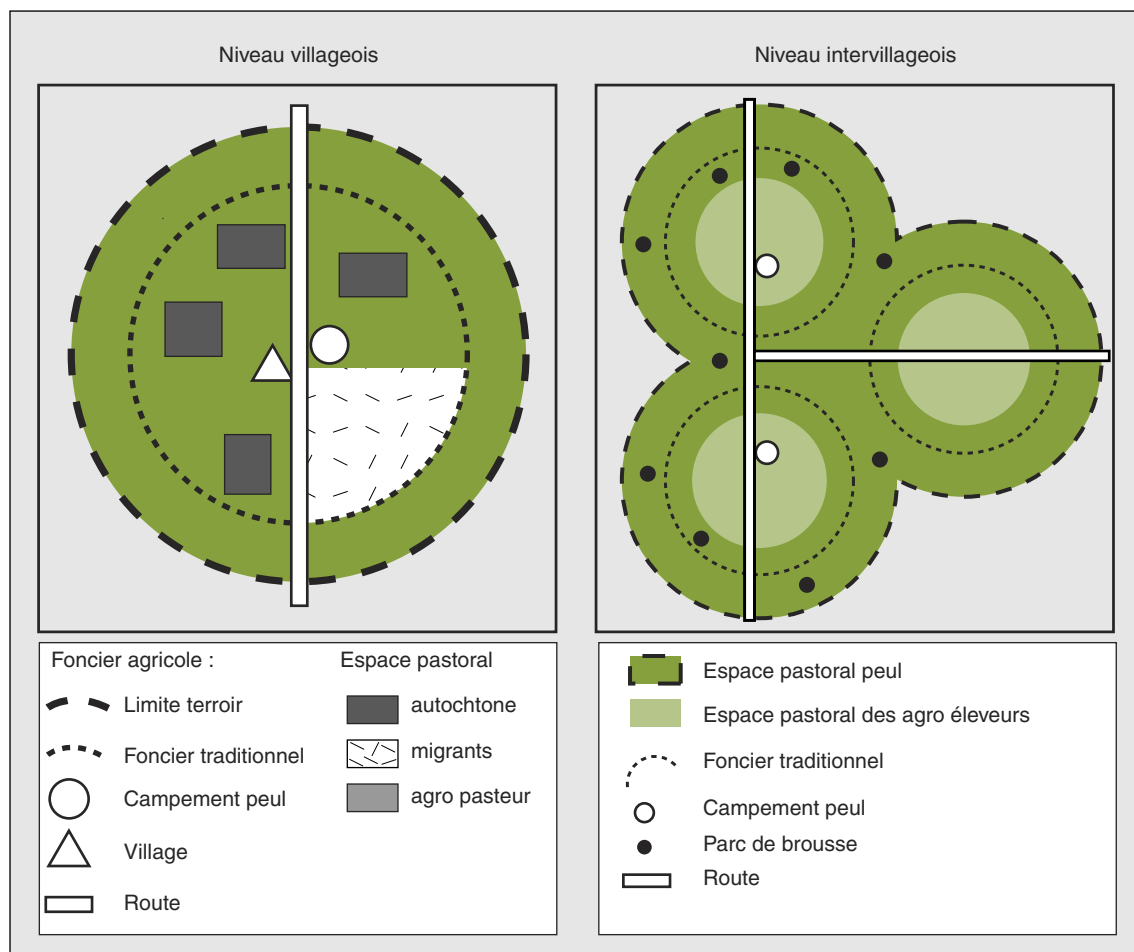 Niveau villageois
Niveau intervillageois
Foncier agricole :
Limite terroir
Foncier traditionnel
Campement peul
Village
Route
Espace pastoral
autochtone
migrants
agro pasteur
Espace pastoral peul
Espace pastoral des agro éleveurs
Foncier traditionnel
Campement peul
Parc de brousse
Route